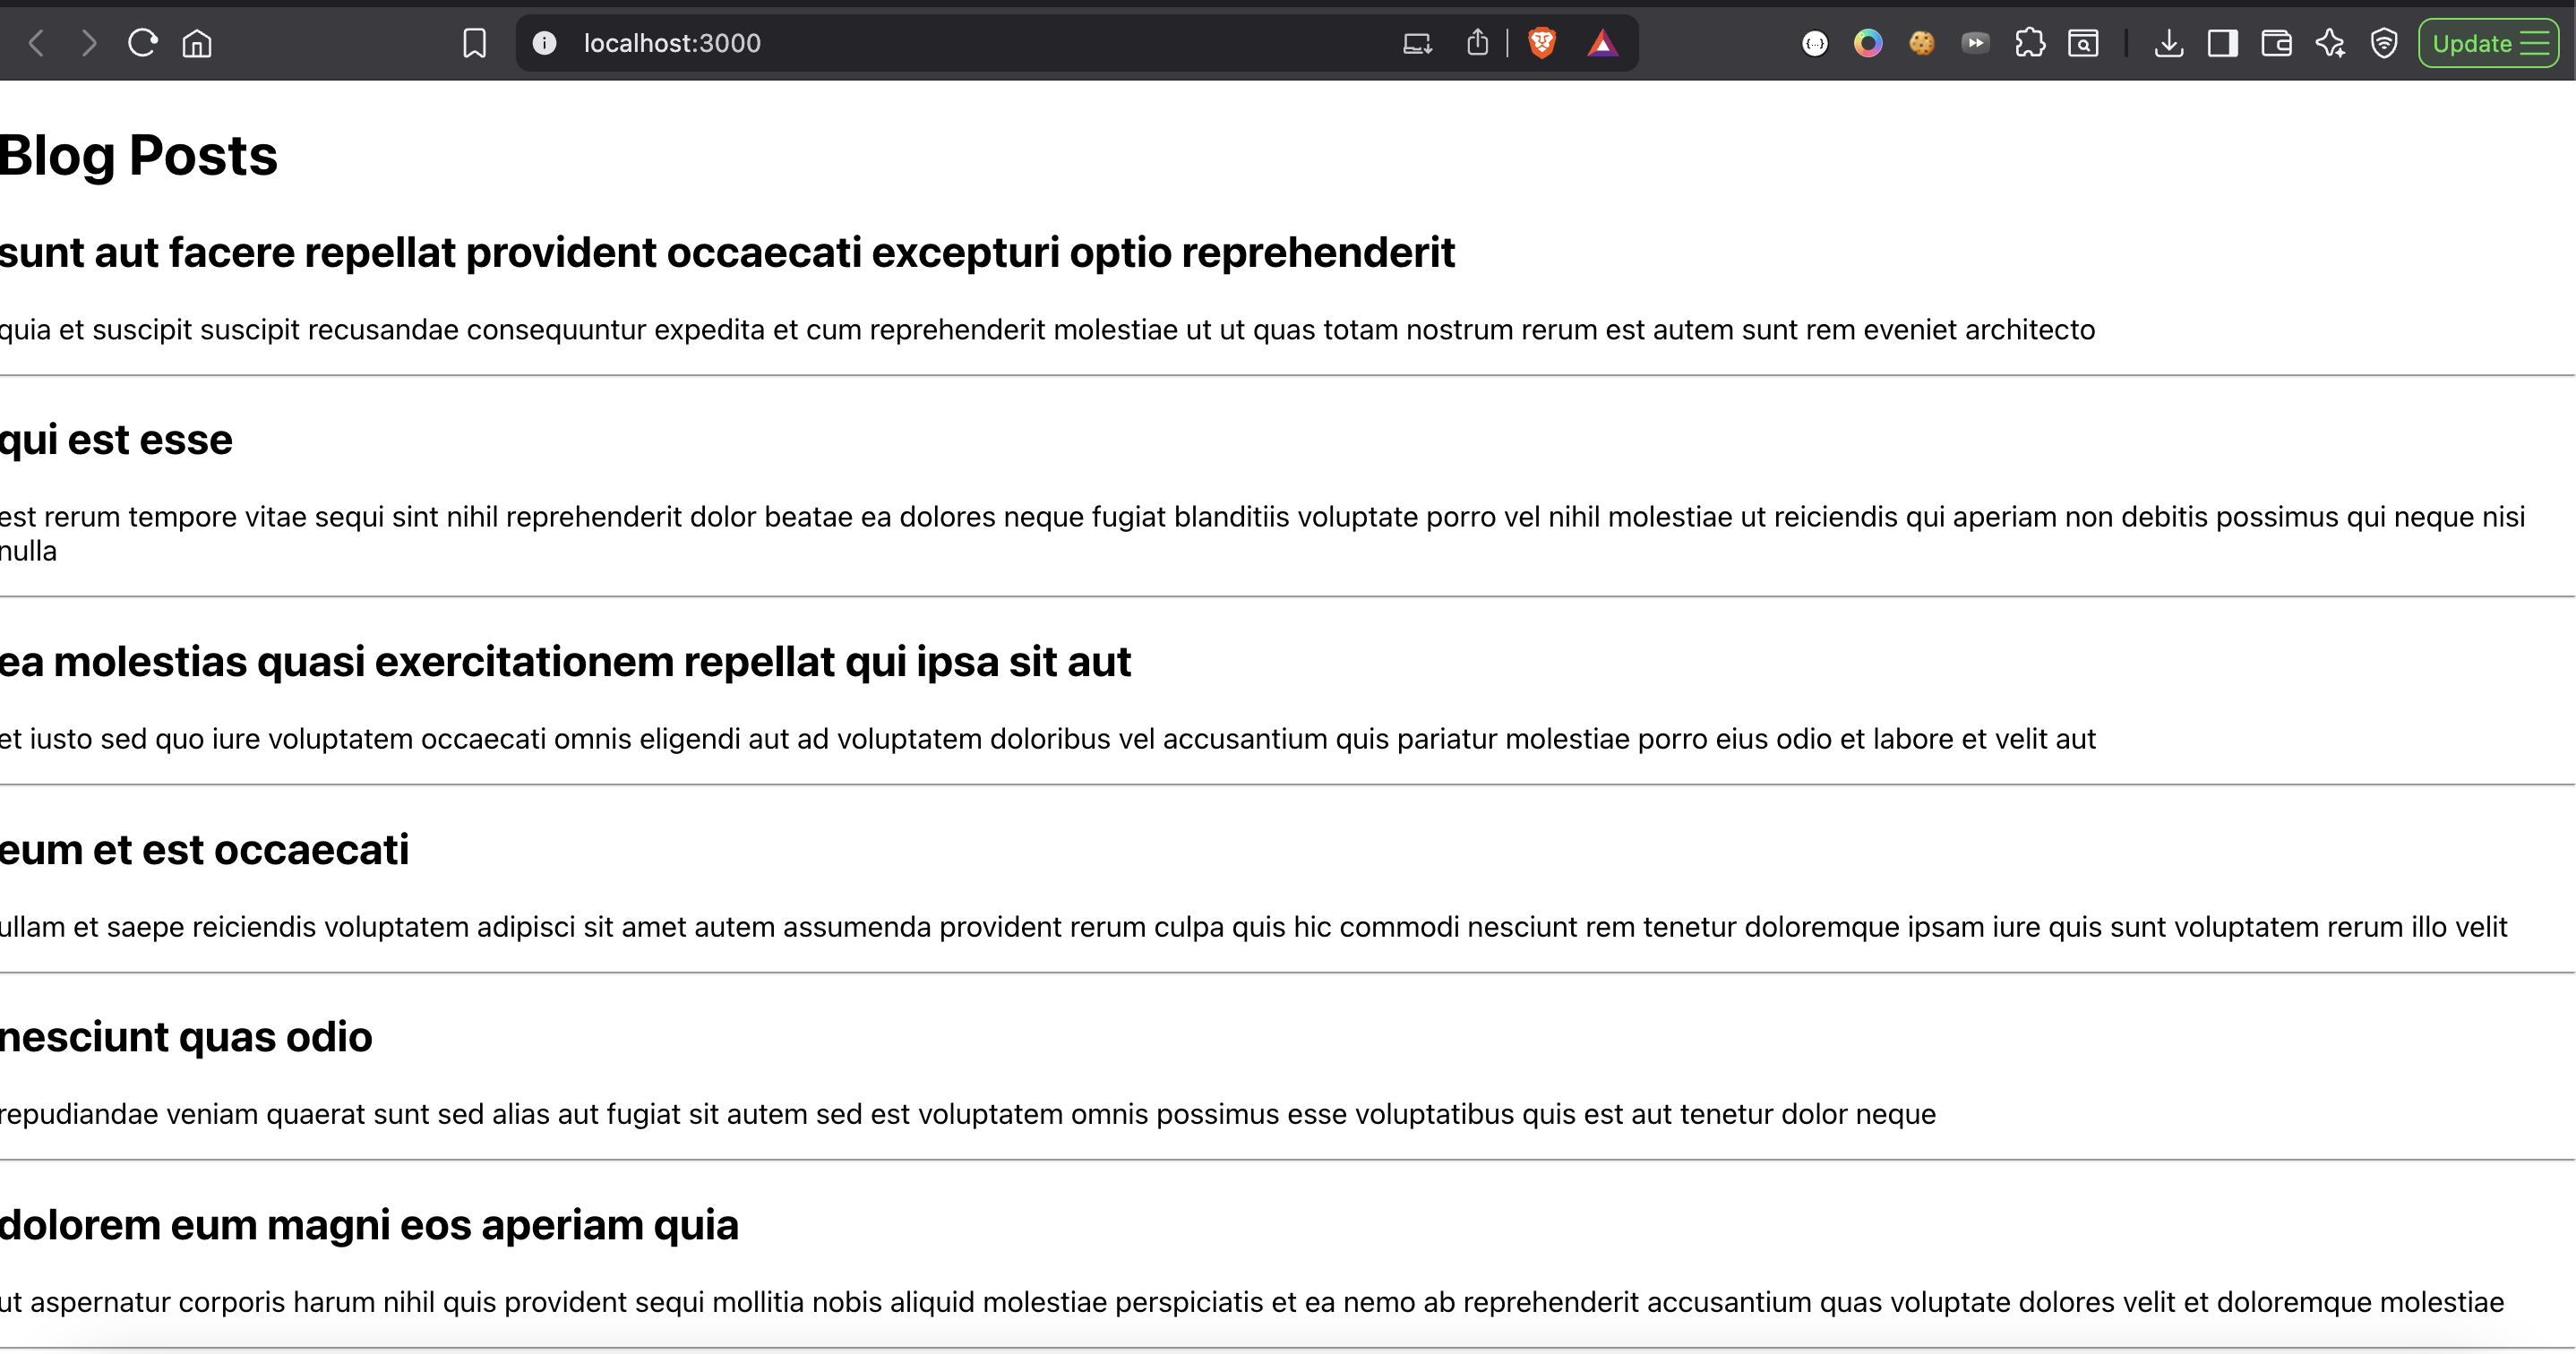 localhost:3000
Update
Blog Posts
sunt aut facere repellat provident occaecati excepturi optio reprehenderit
quia et suscipit suscipit recusandae consequuntur expedita et cum reprehenderit molestiae ut ut quas totam nostrum rerum est autem sunt rem eveniet architecto
qui est esse
est rerum tempore vitae sequi sint nihil reprehenderit dolor beatae ea dolores neque fugiat blanditiis voluptate porro vel nihil molestiae ut reiciendis qui aperiam non debitis possimus qui neque nisi
nulla
ea molestias quasi exercitationem repellat qui ipsa sit aut
et iusto sed quo iure voluptatem occaecati omnis eligendi aut ad voluptatem doloribus vel accusantium quis pariatur molestiae porro eius odio et labore et velit aut
eum et est occaecati
ullam et saepe reiciendis voluptatem adipisci sit amet autem assumenda provident rerum culpa quis hic commodi nesciunt rem tenetur doloremque ipsam iure quis sunt voluptatem rerum illo velit
nesciunt quas odio
repudiandae veniam quaerat sunt sed alias aut fugiat sit autem sed est voluptatem omnis possimus esse voluptatibus quis est aut tenetur dolor neque
dolorem eum magni eos aperiam quia
ut aspernatur corporis harum nihil quis provident sequi mollitia nobis aliquid molestiae perspiciatis et ea nemo ab reprehenderit accusantium quas voluptate dolores velit et doloremque molestiae